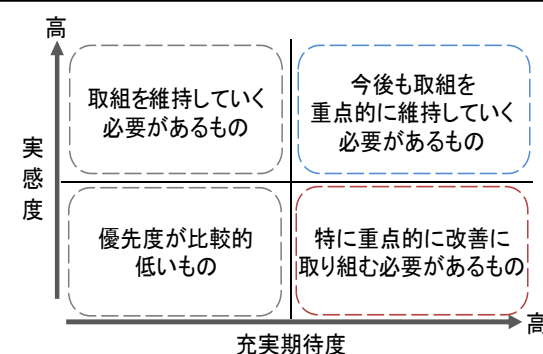 高
取組を維持していく
必要があるもの
今後も取組を
重点的に維持していく
必要があるもの
実感度
優先度が比較的
低いもの
特に重点的に改善に
取り組む必要があるもの
高
充実期待度